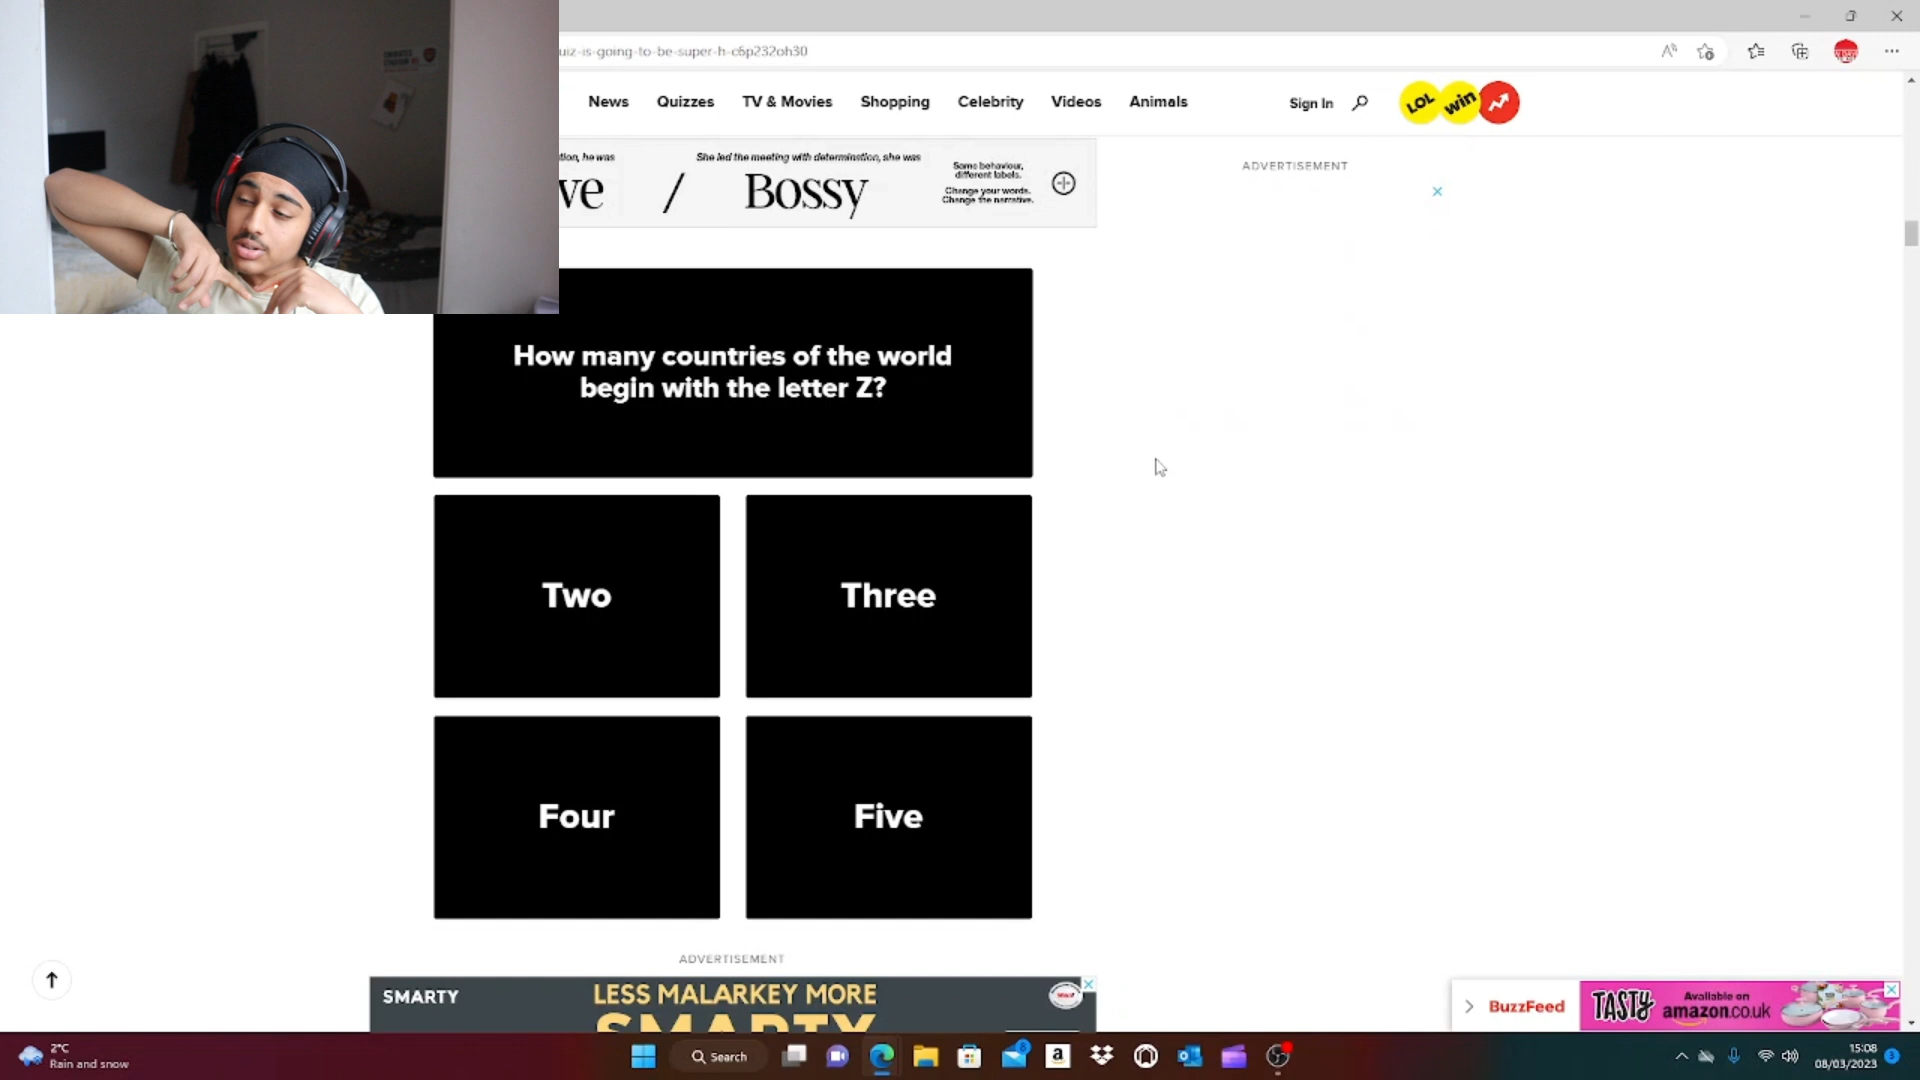 uiz-is-going-to-be-super-h-c6p232oh30
News Quizzes TV & Movies Shopping Celebrity Videos Animals
Sign In
LOL win
tion, he was
She led the meeting with determination, she was
ve / Bossy
Same behaviour,
different labels.
Change your words.
Change the narrative.
ADVERTISEMENT
How many countries of the world
begin with the letter Z?
Two
Three
Four
Five
ADVERTISEMENT
SMARTY
LESS MALARKEY MORE
SMARTY
BuzzFeed
TASTY
Available on
amazon.co.uk
2°C
Rain and snow
Search
15:08
08/03/2023